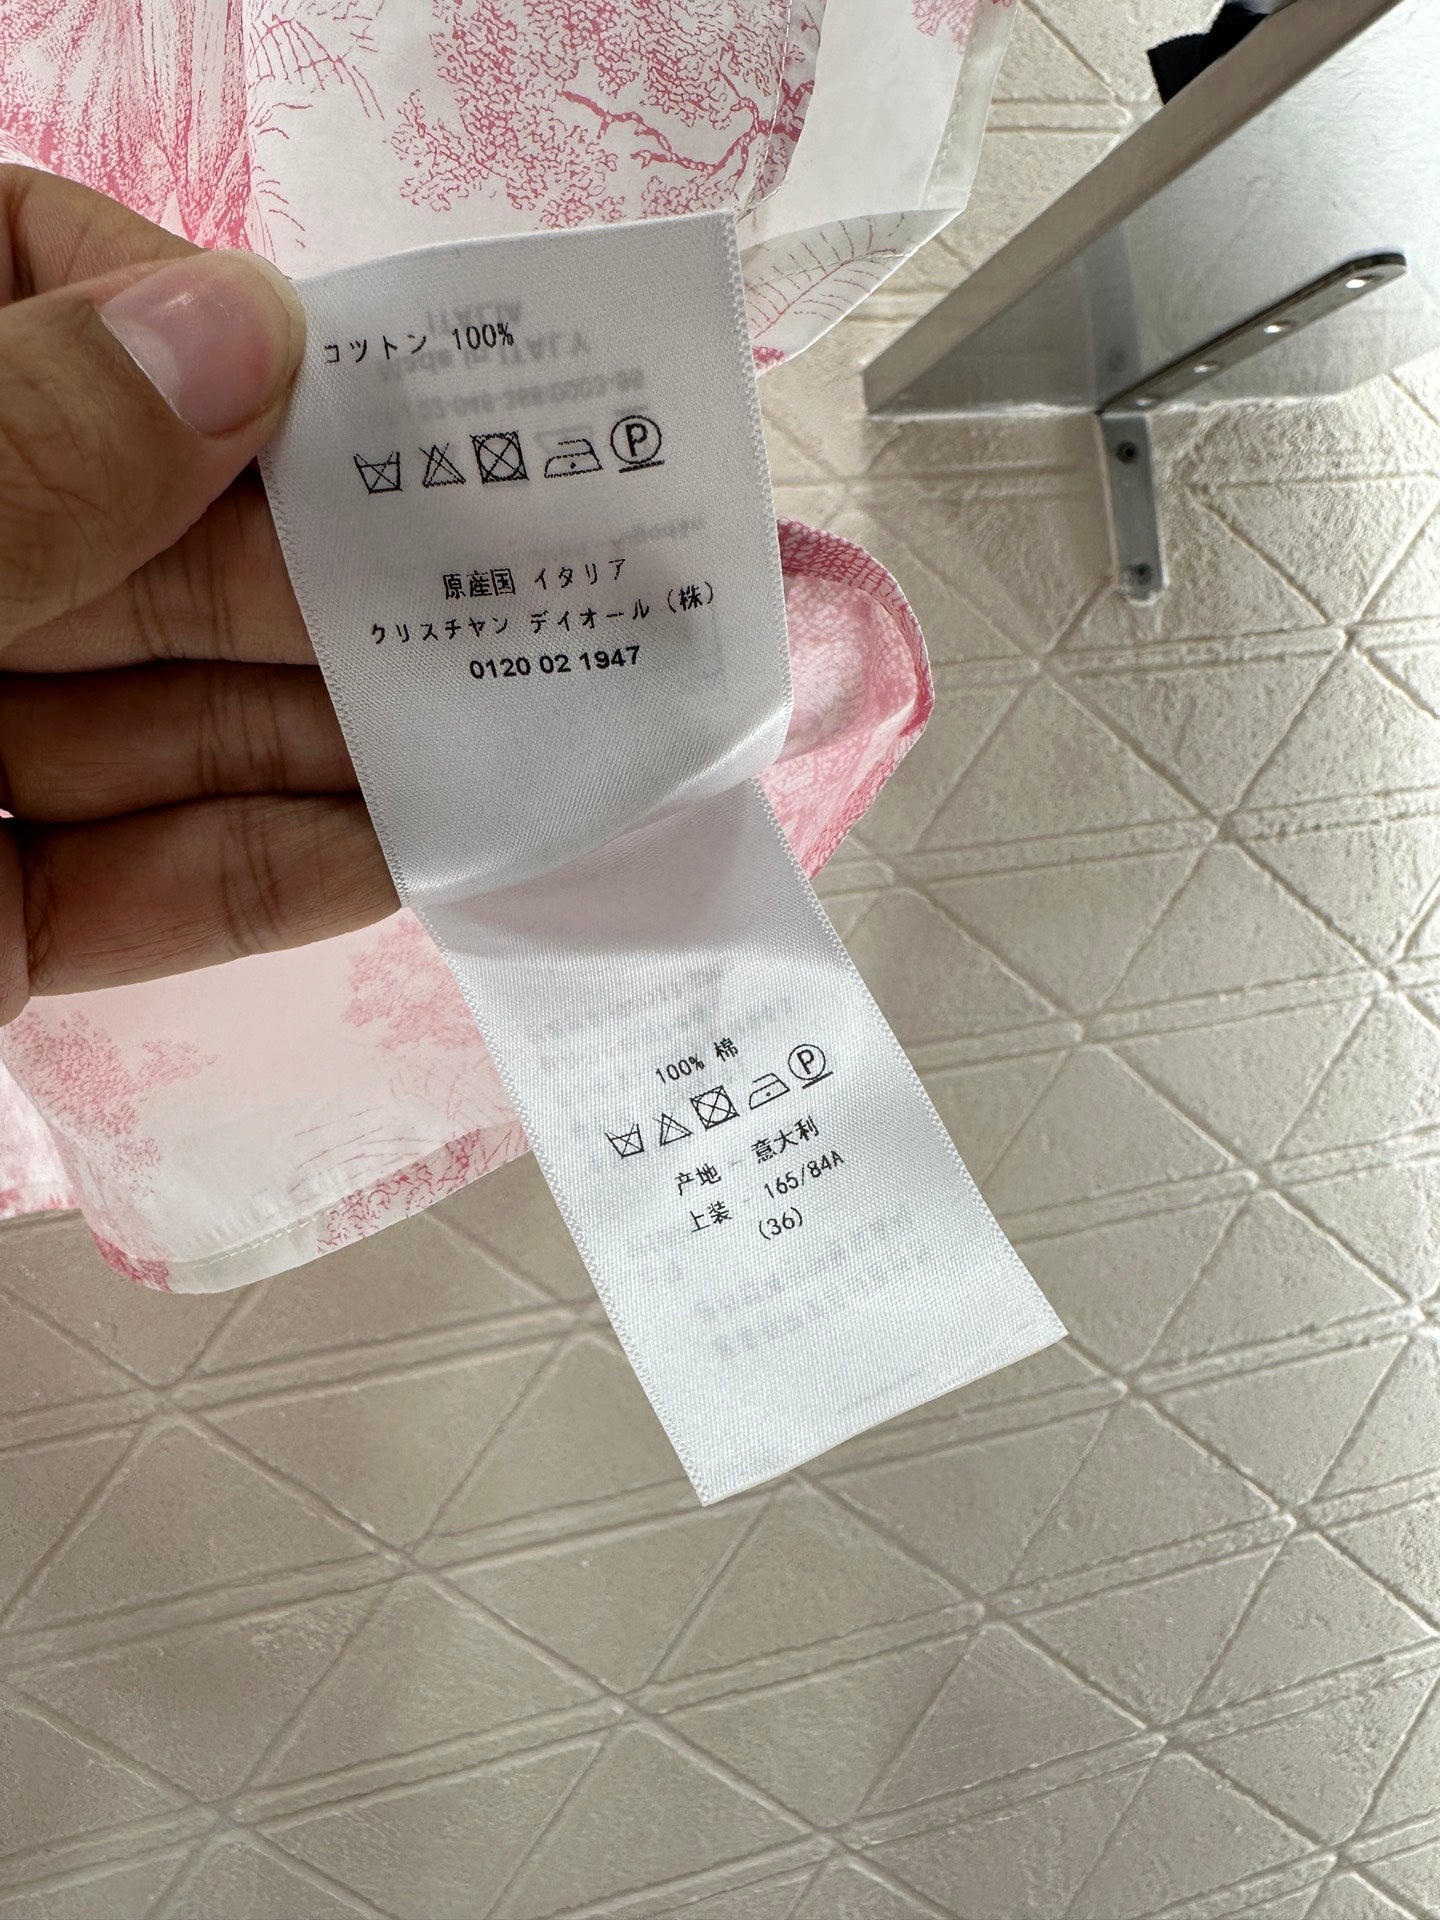 コットン 100%
P
原産国 イタリア
クリスチャン ディオール（株）
0120 02 1947
100% 棉
P
产地 - 意大利
上装 - 165/84A
(36)